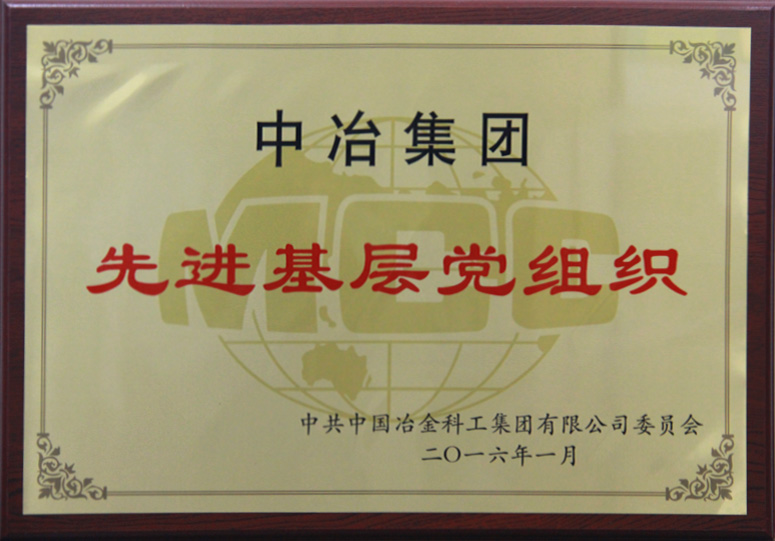 中冶集团
MCC
先进基层党组织
中共中国冶金科工集团有限公司委员会
二〇一六年一月